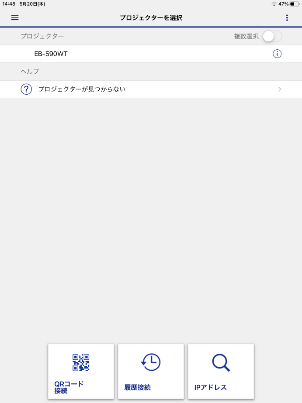 14:48 5月20日(水) 47%
プロジェクターを選択
プロジェクター 複数選択
EB-590WT
ヘルプ
プロジェクターが見つからない
QRコード
接続
履歴接続
IPアドレス